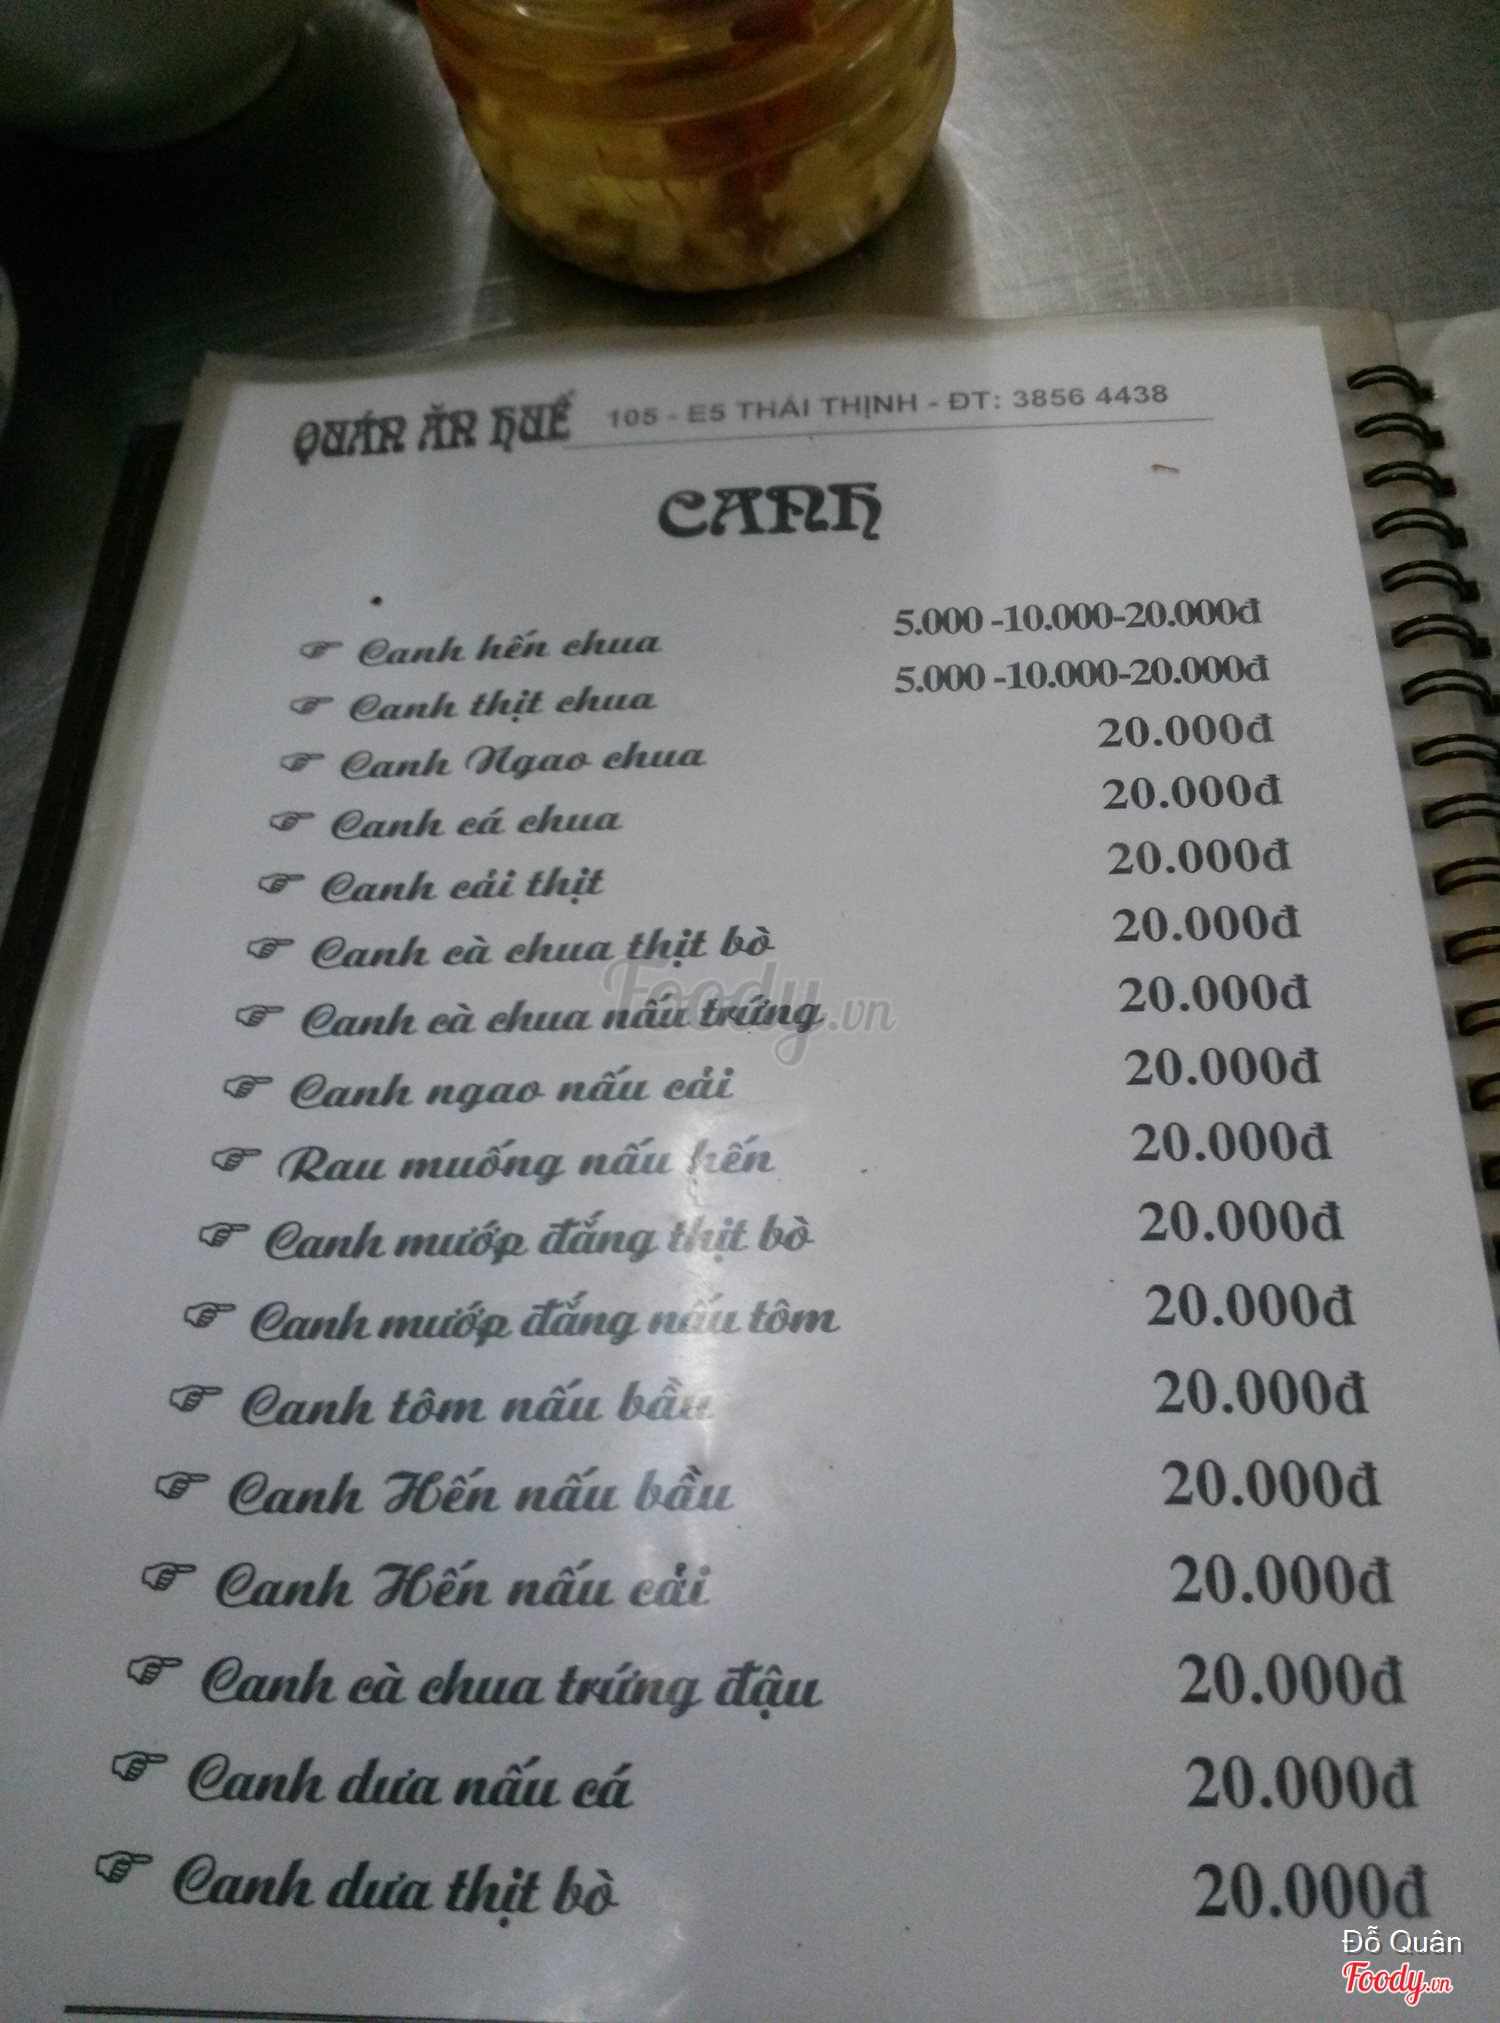 QUÁN ĂN HUẾ 105 - E5 THÁI THỊNH - ĐT: 3856 4438
CANH
Canh hến chua 5.000 -10.000-20.000đ
Canh thịt chua 5.000 -10.000-20.000đ
Canh Ngao chua 20.000đ
Canh cá chua 20.000đ
Canh cải thịt 20.000đ
Canh cà chua thịt bò 20.000đ
Canh cà chua nấu trứng 20.000đ
Canh ngao nấu cải 20.000đ
Rau muống nấu hến 20.000đ
Canh mướp đắng thịt bò 20.000đ
Canh mướp đắng nấu tôm 20.000đ
Canh tôm nấu bầu 20.000đ
Canh Hến nấu bầu 20.000đ
Canh Hến nấu cải 20.000đ
Canh cà chua trứng đậu 20.000đ
Canh dưa nấu cá 20.000đ
Canh dưa thịt bò 20.000đ
Foody.vn
Đỗ Quân
Foody.vn